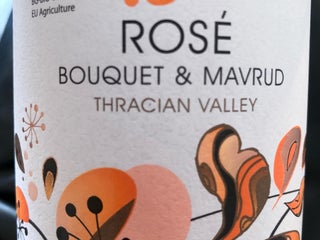 EU Agriculture
ROSÉ
BOUQUET & MAVRUD
THRACIAN VALLEY